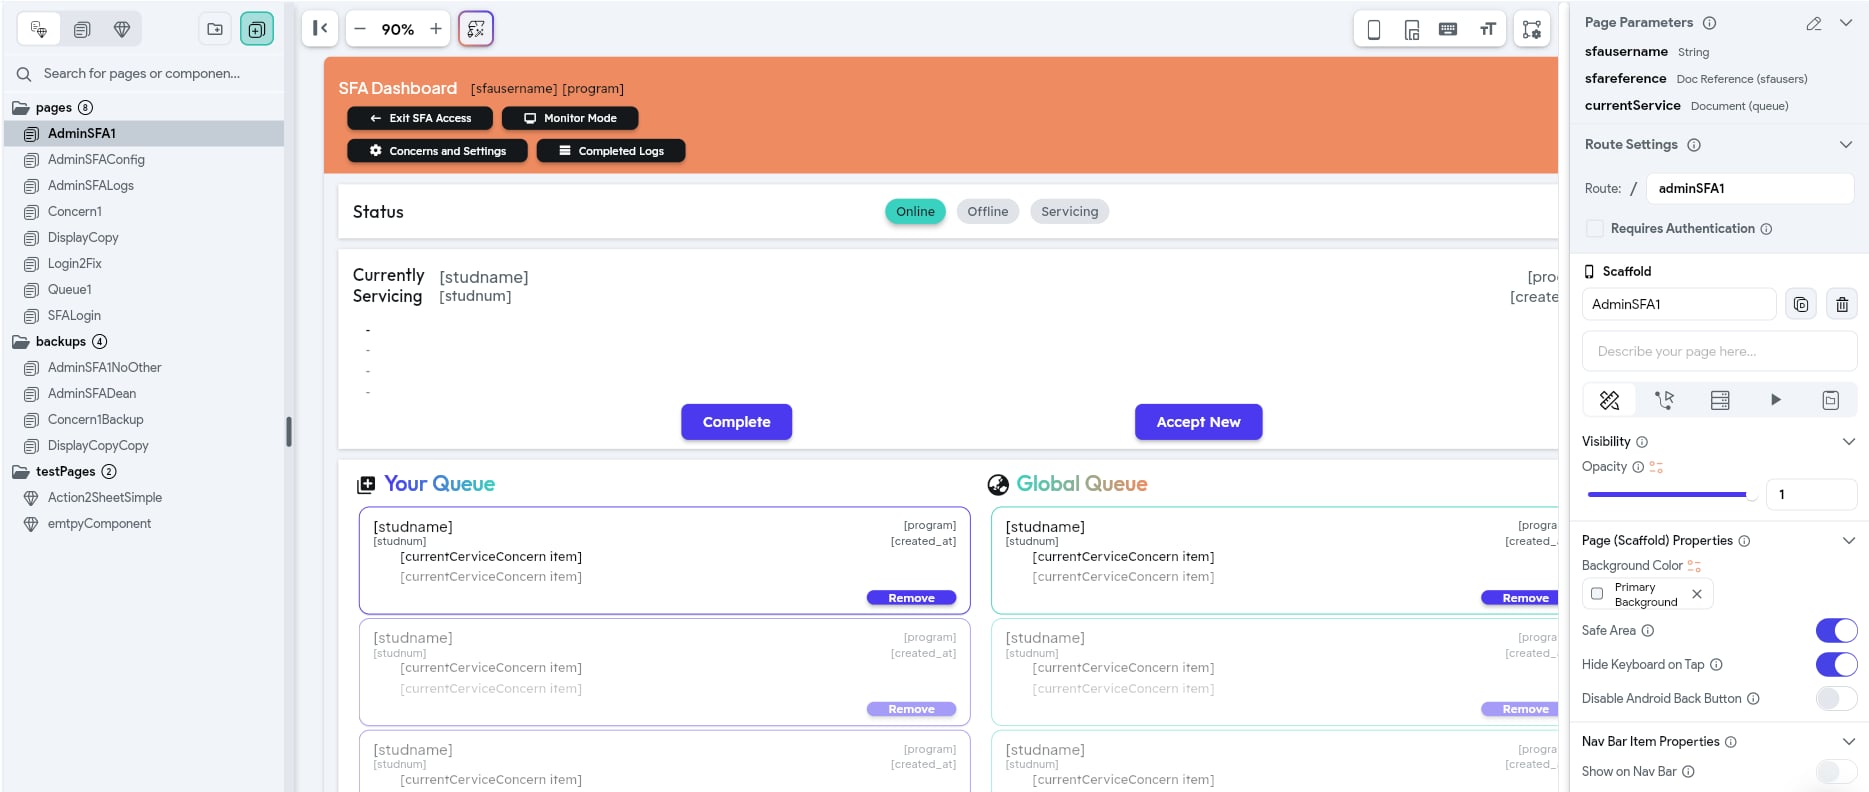 Search for pages or componen...
pages 8
AdminSFA1
AdminSFAConfig
AdminSFALogs
Concern1
DisplayCopy
Login2Fix
Queue1
SFALogin
backups 4
AdminSFA1NoOther
AdminSFADean
Concern1Backup
DisplayCopyCopy
testPages 2
Action2SheetSimple
emtpyComponent
90%
SFA Dashboard [sfausername] [program]
Exit SFA Access Monitor Mode
Concerns and Settings Completed Logs
Status Online Offline Servicing
Currently Servicing
[studname]
[studnum]
[pro
[create
-
-
-
-
Complete Accept New
Your Queue
[studname] [program]
[studnum] [created_at]
[currentCerviceConcern item]
[currentCerviceConcern item]
Remove
[studname] [program]
[studnum] [created_at]
[currentCerviceConcern item]
[currentCerviceConcern item]
Remove
[studname] [program]
[studnum] [created_at]
[currentCerviceConcern item]
Global Queue
[studname] [progra
[studnum] [created_
[currentCerviceConcern item]
[currentCerviceConcern item]
Remove
[studname] [progra
[studnum] [created_
[currentCerviceConcern item]
[currentCerviceConcern item]
Remove
[studname] [progra
[studnum] [created_
[currentCerviceConcern item]
Page Parameters
sfausername String
sfareference Doc Reference (sfausers)
currentService Document (queue)
Route Settings
Route: / adminSFA1
Requires Authentication
Scaffold
AdminSFA1
Describe your page here...
Visibility
Opacity
1
Page (Scaffold) Properties
Background Color
Primary
Background
Safe Area
Hide Keyboard on Tap
Disable Android Back Button
Nav Bar Item Properties
Show on Nav Bar